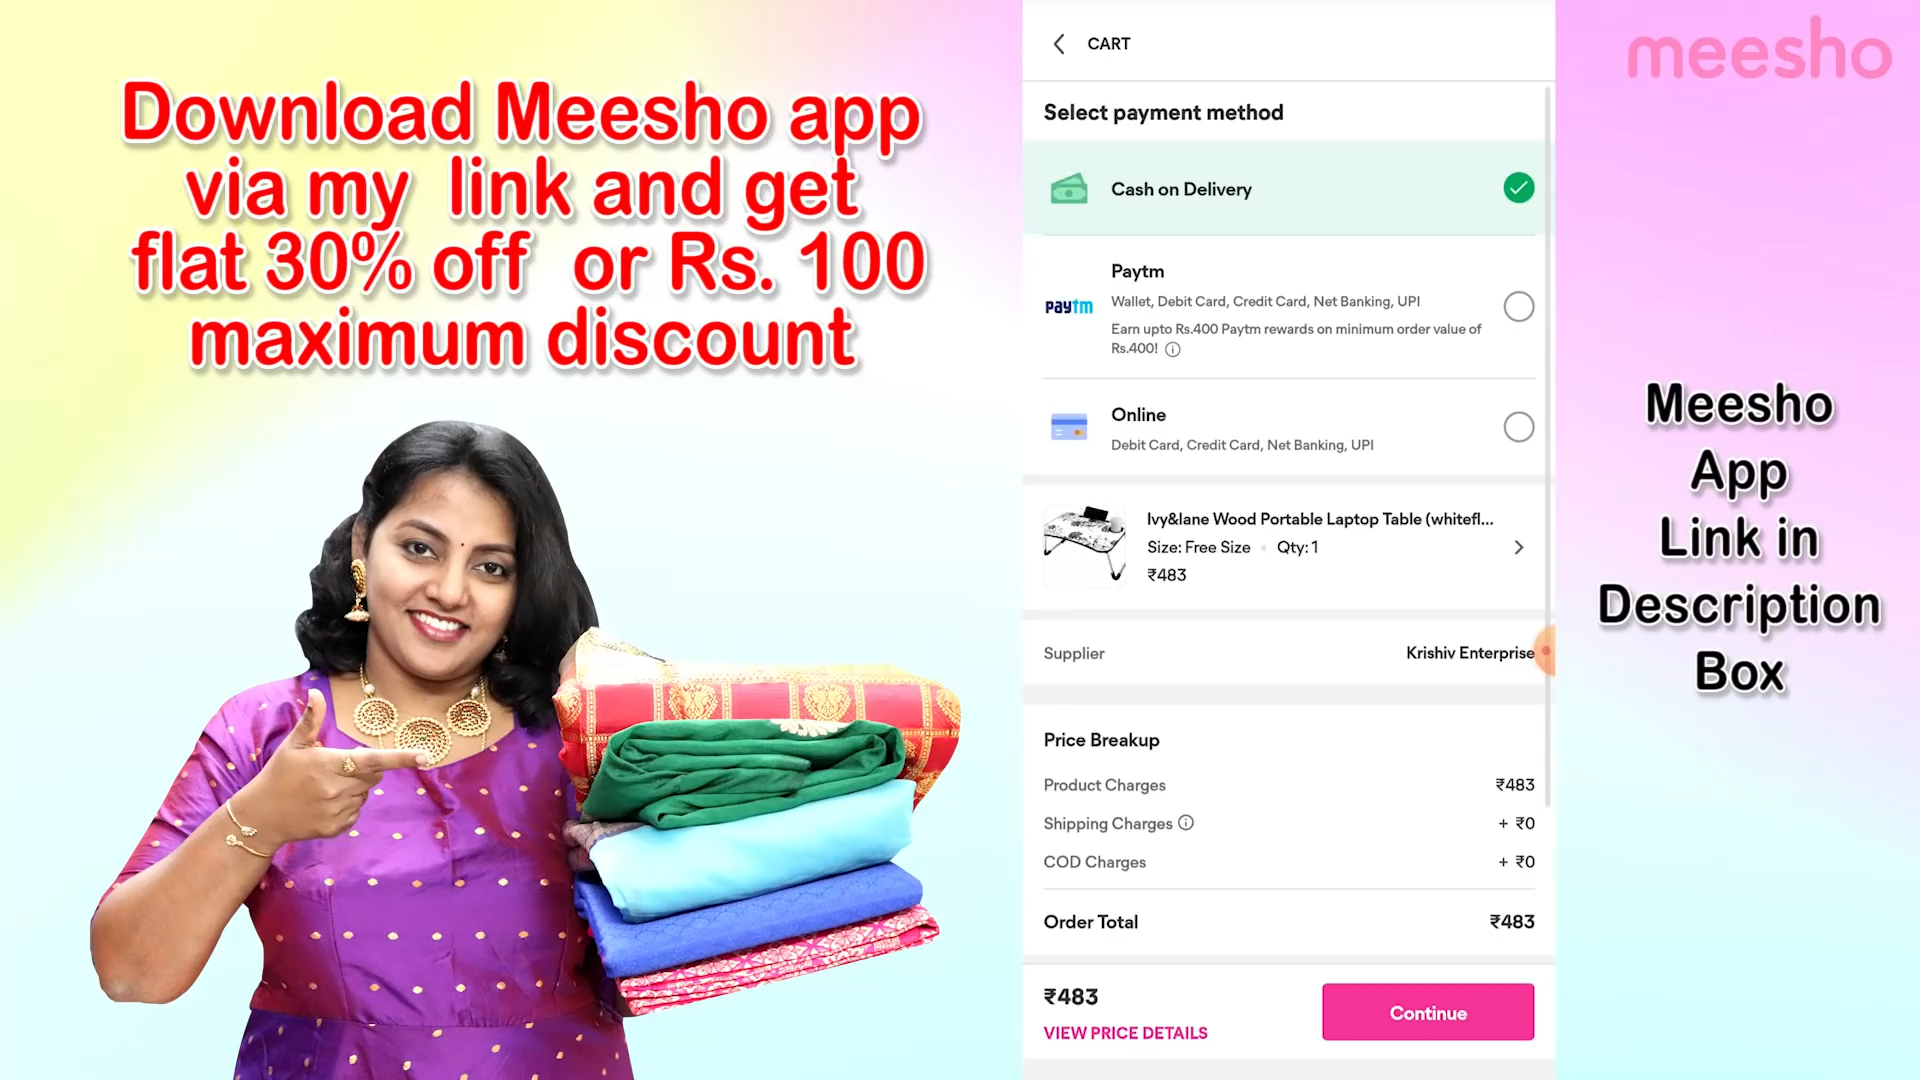 Download Meesho app
via my link and get
flat 30% off or Rs. 100
maximum discount
CART
Select payment method
Cash on Delivery
paytm
Paytm
Wallet, Debit Card, Credit Card, Net Banking, UPI
Earn upto Rs.400 Paytm rewards on minimum order value of
Rs.400!
Online
Debit Card, Credit Card, Net Banking, UPI
Ivy&lane Wood Portable Laptop Table (whitefl...
Size: Free Size Qty: 1
₹483
Supplier Krishiv Enterprise
Price Breakup
Product Charges ₹483
Shipping Charges + ₹0
COD Charges + ₹0
Order Total ₹483
₹483
VIEW PRICE DETAILS
Continue
meesho
Meesho
App
Link in
Description
Box